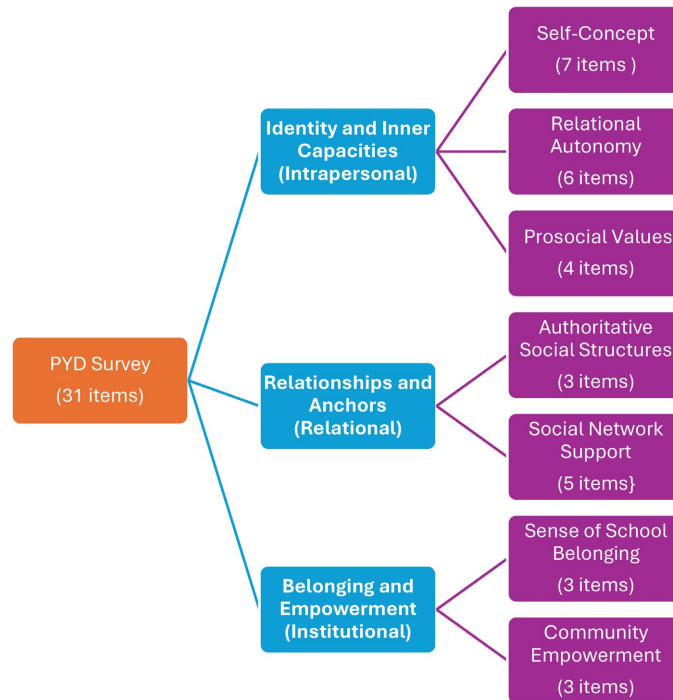 Self-Concept
(7 items )
Identity and Inner
Capacities
(Intrapersonal)
Relational
Autonomy
(6 items)
Prosocial Values
(4 items)
PYD Survey
(31 items)
Relationships and
Anchors
(Relational)
Authoritative
Social Structures
(3 items)
Social Network
Support
(5 items}
Belonging and
Empowerment
(Institutional)
Sense of School
Belonging
(3 items)
Community
Empowerment
(3 items)